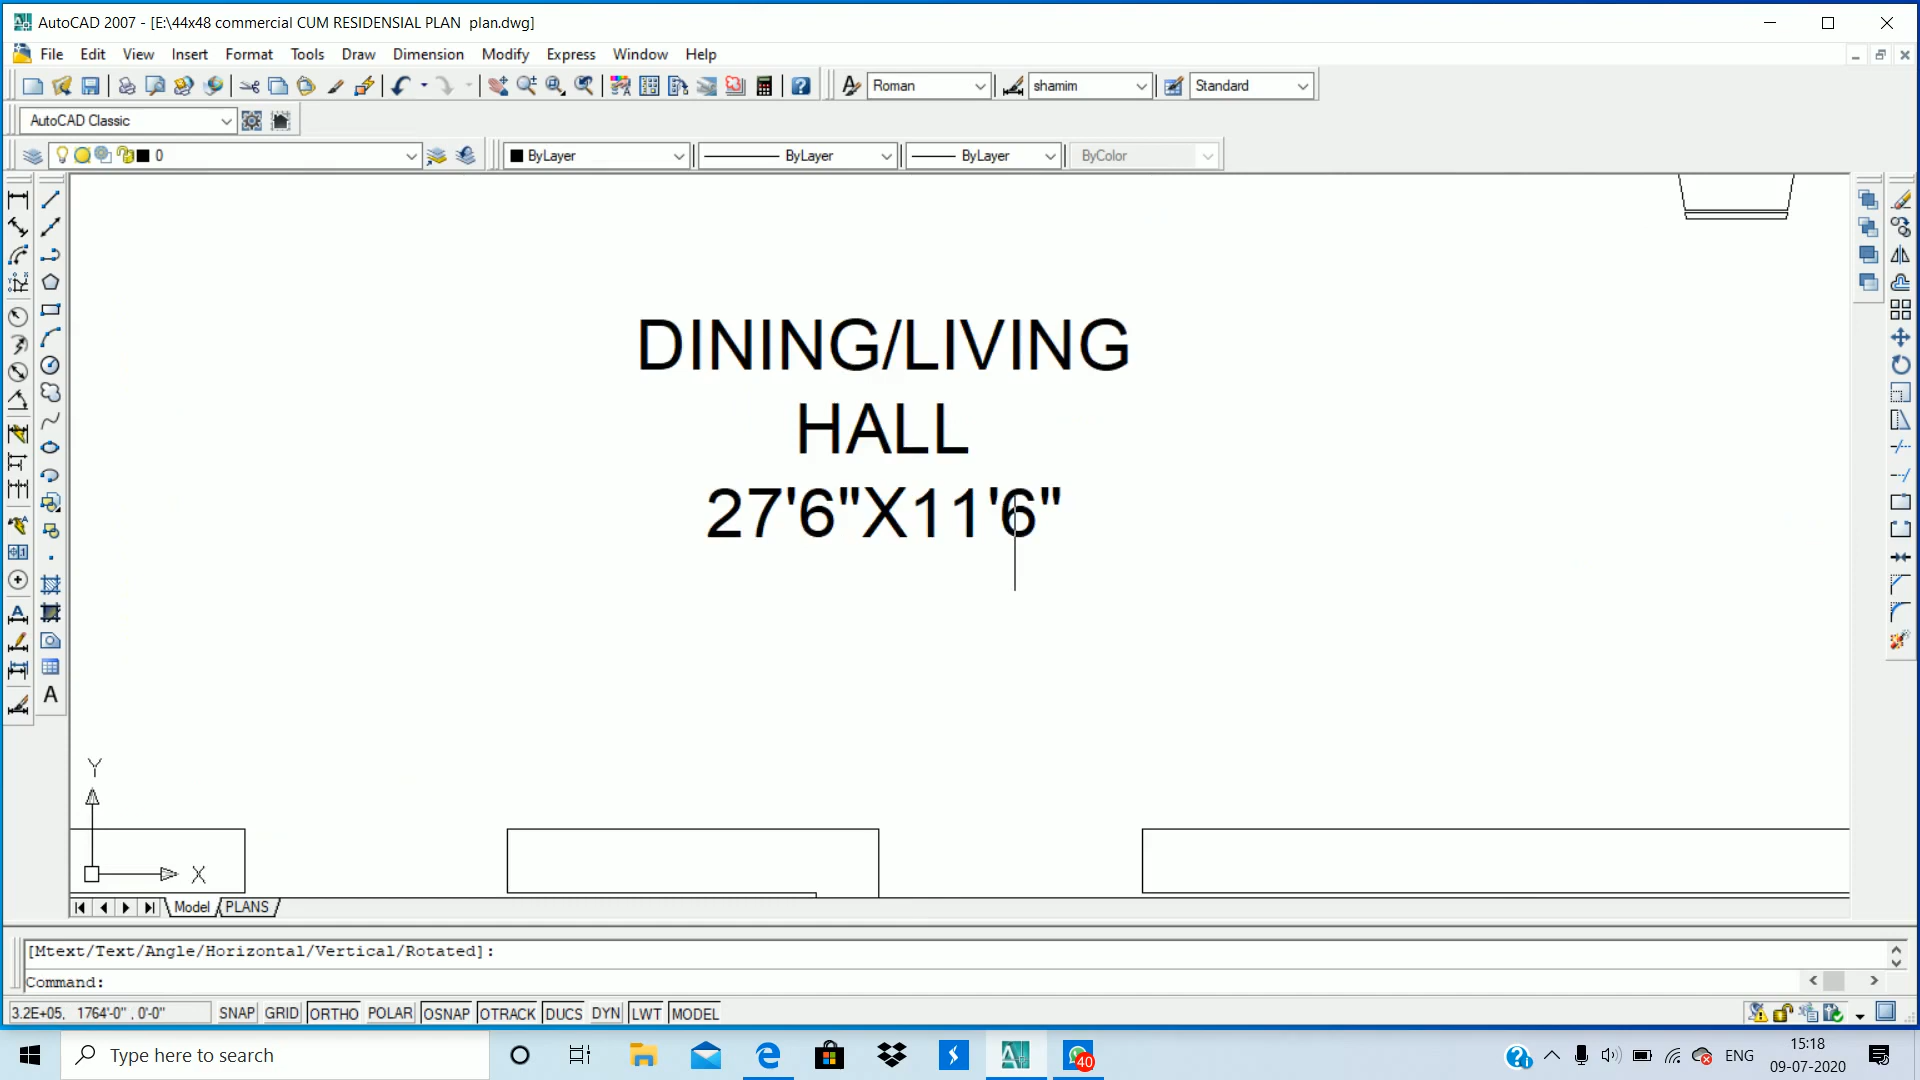 AutoCAD 2007 - [E:\44x48 commercial CUM RESIDENSIAL PLAN  plan.dwg]
File Edit View Insert Format Tools Draw Dimension Modify Express Window Help
Roman shamim Standard
AutoCAD Classic
0 ByLayer ByLayer ByLayer ByColor
DINING/LIVING
HALL
27'6"X11'6"
Y
X
A
Model PLANS
[Mtext/Text/Angle/Horizontal/Vertical/Rotated]:
Command:
3.2E+05, 1764'-0" , 0'-0" SNAP GRID ORTHO POLAR OSNAP OTRACK DUCS DYN LWT MODEL
Type here to search
40
ENG
15:18
09-07-2020